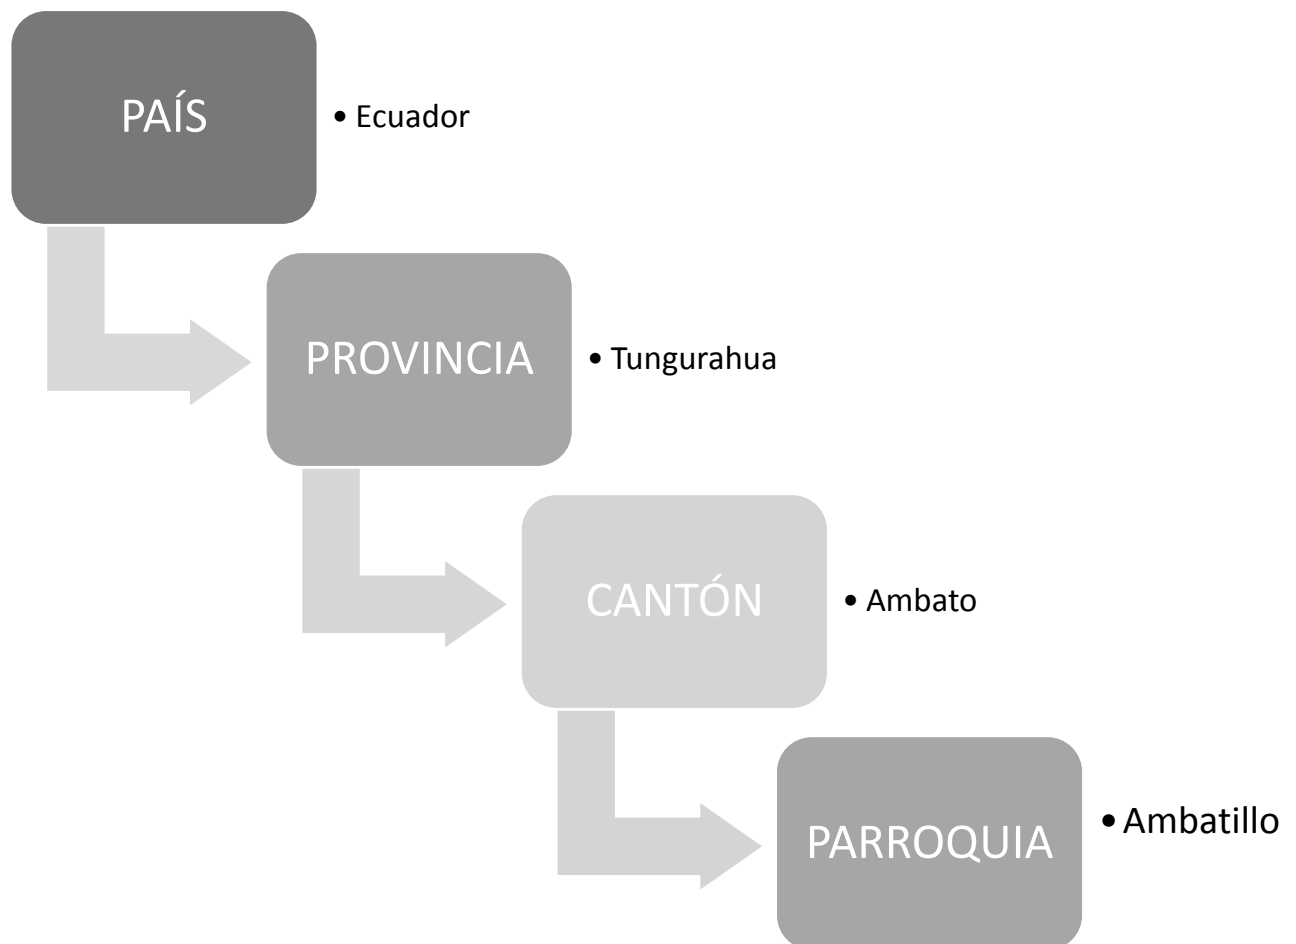 PAÍS
• Ecuador
PROVINCIA
• Tungurahua
CANTÓN
• Ambato
PARROQUIA
• Ambatillo